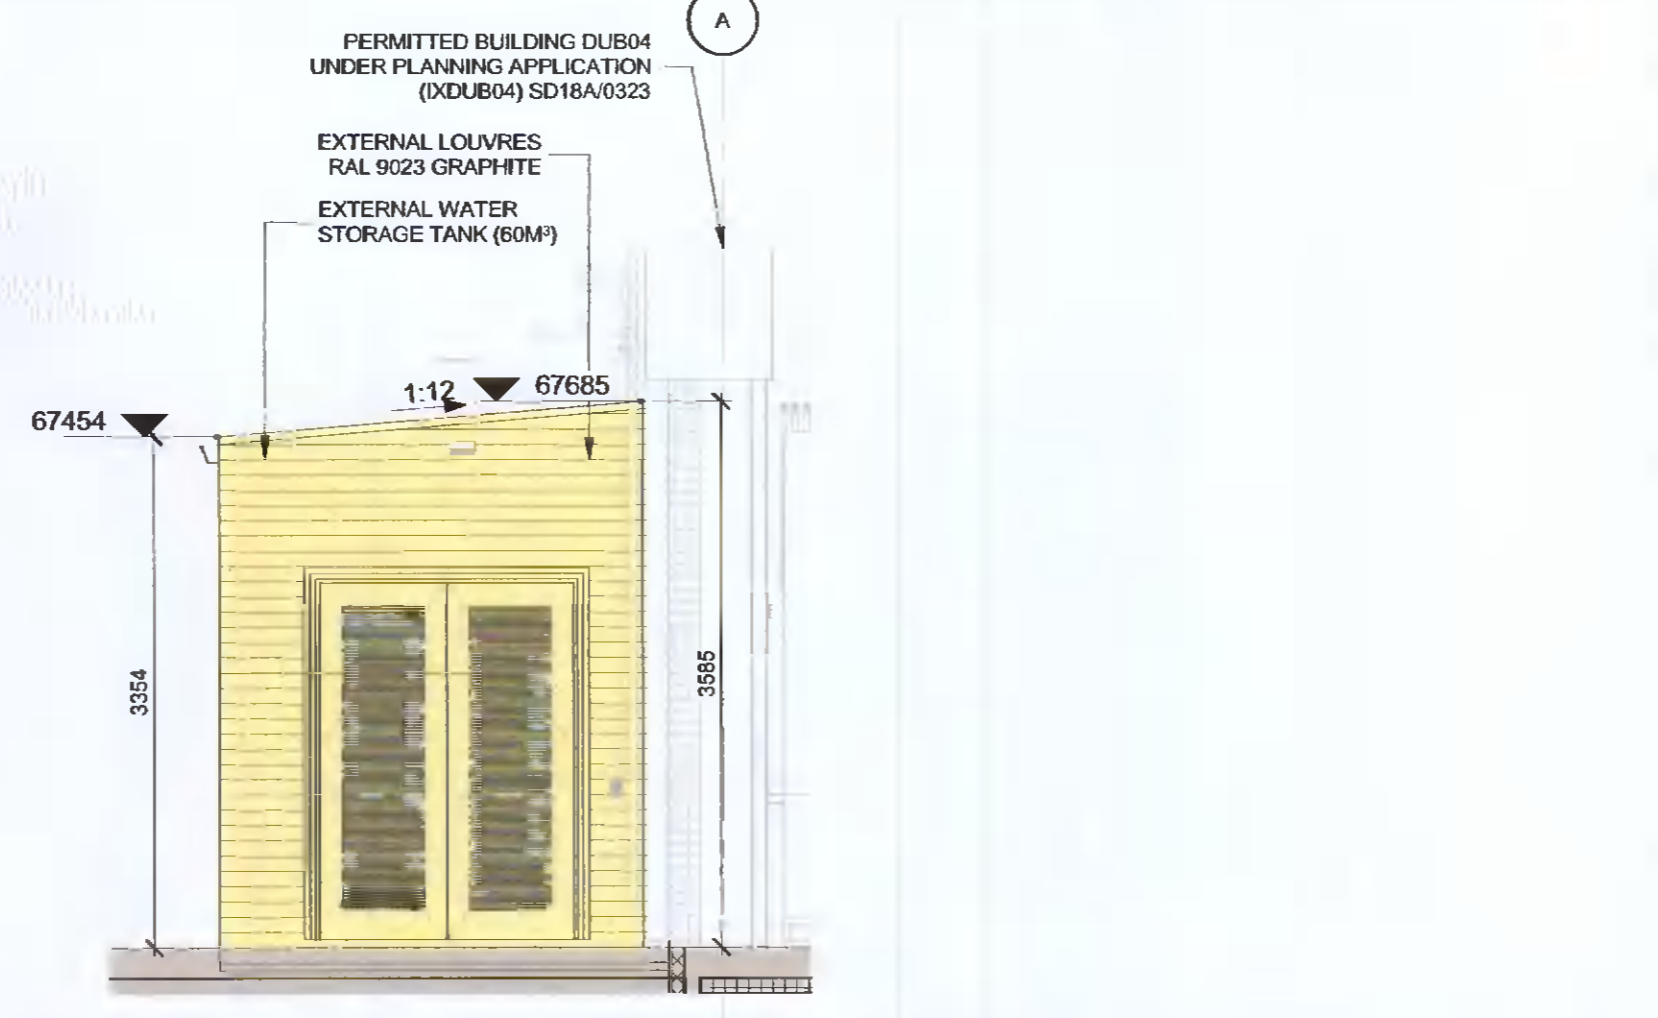 A
PERMITTED BUILDING DUB04
UNDER PLANNING APPLICATION
(IXDUB04) SD18A/0323
EXTERNAL LOUVRES
RAL 9023 GRAPHITE
EXTERNAL WATER
STORAGE TANK (60M³)
1:12
67685
67454
3354
3585